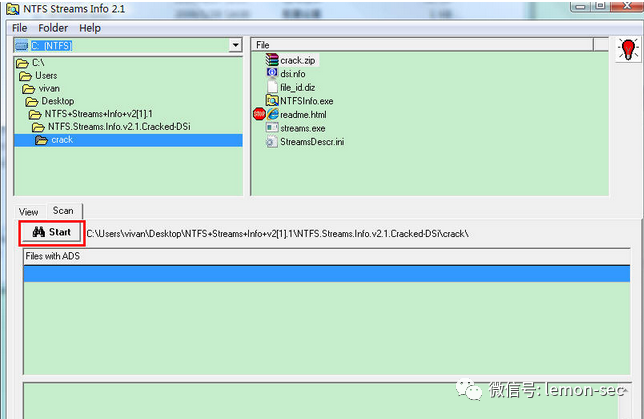 NTFS Streams Info 2.1
File Folder Help
C: (NTFS)
C:\
Users
vivan
Desktop
NTFS+Streams+Info+v2[1].1
NTFS.Streams.Info.v2.1.Cracked-DSi
crack
File
crack.zip
dsi.nfo
file_id.diz
NTFSInfo.exe
readme.html
streams.exe
StreamsDescr.ini
STOP
View Scan
Start C:\Users\vivan\Desktop\NTFS+Streams+Info+v2[1].1\NTFS.Streams.Info.v2.1.Cracked-DSi\crack\
Files with ADS
微信号: lemon-sec